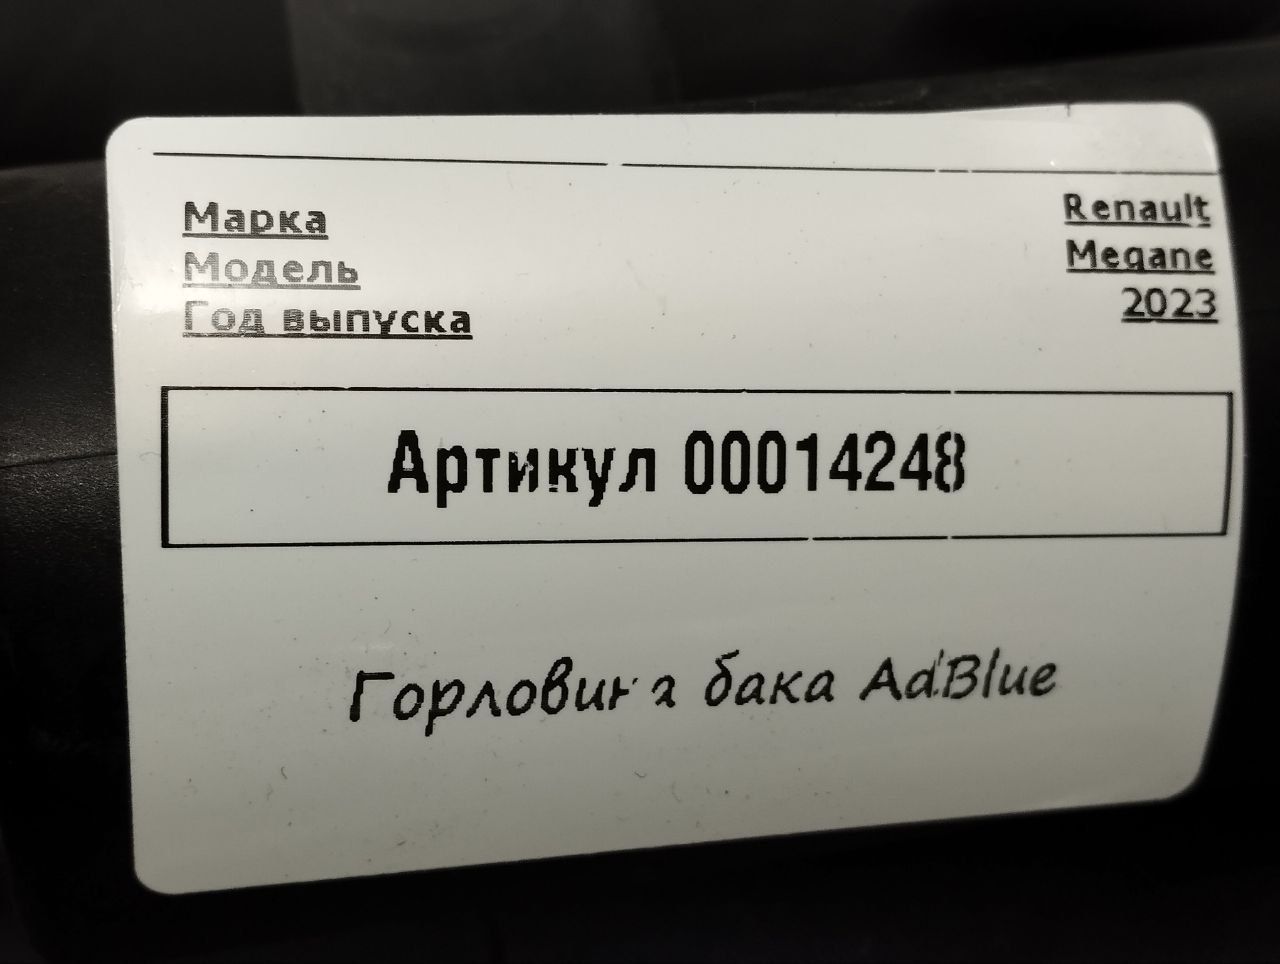 Марка Renault
Модель Megane
Год выпуска 2023
Артикул 00014248
Горловина бака AdBlue